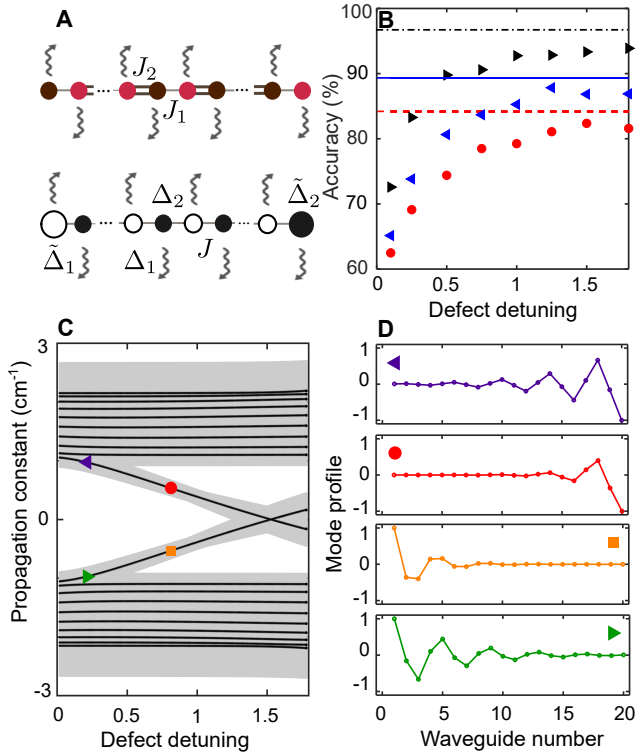 A
J₂
...
...
J₁
Δ₂
Δ̃₂
...
...
Δ̃₁
Δ₁
J
B
100
90
80
70
60
Accuracy (%)
0
0.5
1
1.5
Defect detuning
C
3
0
-3
Propagation constant (cm⁻¹)
0
0.5
1
1.5
Defect detuning
D
1
0
-1
1
0
-1
1
0
-1
1
0
-1
Mode profile
0
5
10
15
20
Waveguide number